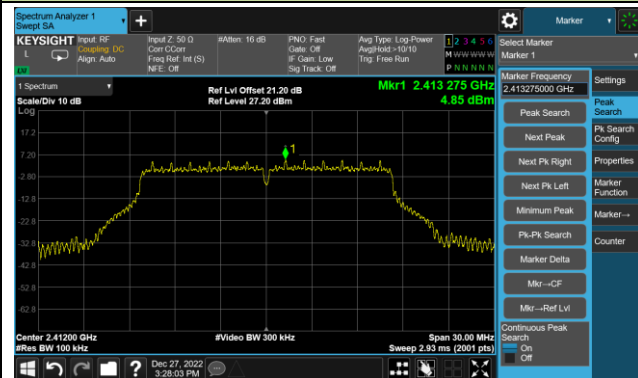 Spectrum Analyzer 1
Swept SA
Marker
KEYSIGHT
L
Input: RF
Coupling: DC
Align: Auto
Input Z: 50 Ω
Corr CCorr
Freq Ref: Int (S)
NFE: Off
#Atten: 16 dB
PNO: Fast
Gate: Off
IF Gain: Low
Sig Track: Off
Avg Type: Log-Power
Avg|Hold:>10/10
Trig: Free Run
1 2 3 4 5 6
M W W W W W
P N N N N N
Select Marker
Marker 1
1 Spectrum
Scale/Div 10 dB
Log
Ref Lvl Offset 21.20 dB
Ref Level 27.20 dBm
Mkr1 2.413 275 GHz
4.85 dBm
17.2
7.20
-2.80
-12.8
-22.8
-32.8
-42.8
-52.8
-62.8
1
Center 2.41200 GHz
#Res BW 100 kHz
#Video BW 300 kHz
Span 30.00 MHz
Sweep 2.93 ms (2001 pts)
Marker Frequency
2.413275000 GHz
Peak Search
Next Peak
Next Pk Right
Next Pk Left
Minimum Peak
Pk-Pk Search
Marker Delta
Mkr→CF
Mkr→Ref Lvl
Continuous Peak
Search
On
Off
Settings
Peak
Search
Pk Search
Config
Properties
Marker
Function
Marker→
Counter
?
Dec 27, 2022
3:28:03 PM